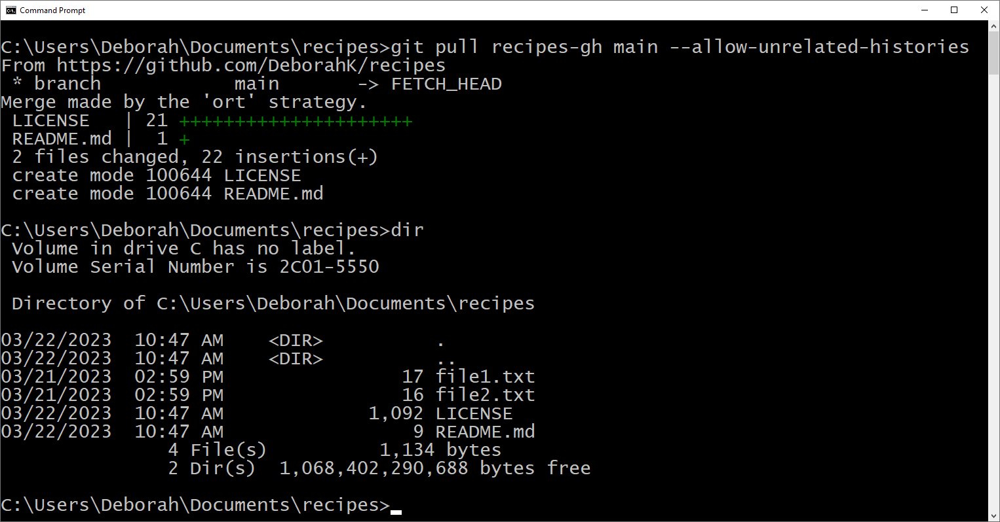 Command Prompt
C:\Users\Deborah\Documents\recipes>git pull recipes-gh main --allow-unrelated-histories
From https://github.com/DeborahK/recipes
 * branch            main       -> FETCH_HEAD
Merge made by the 'ort' strategy.
 LICENSE   | 21 +++++++++++++++++++++
 README.md |  1 +
 2 files changed, 22 insertions(+)
 create mode 100644 LICENSE
 create mode 100644 README.md
C:\Users\Deborah\Documents\recipes>dir
 Volume in drive C has no label.
 Volume Serial Number is 2C01-5550
 Directory of C:\Users\Deborah\Documents\recipes
03/22/2023  10:47 AM    <DIR>          .
03/22/2023  10:47 AM    <DIR>          ..
03/21/2023  02:59 PM                17 file1.txt
03/21/2023  02:59 PM                16 file2.txt
03/22/2023  10:47 AM             1,092 LICENSE
03/22/2023  10:47 AM                 9 README.md
               4 File(s)          1,134 bytes
               2 Dir(s)  1,068,402,290,688 bytes free
C:\Users\Deborah\Documents\recipes>